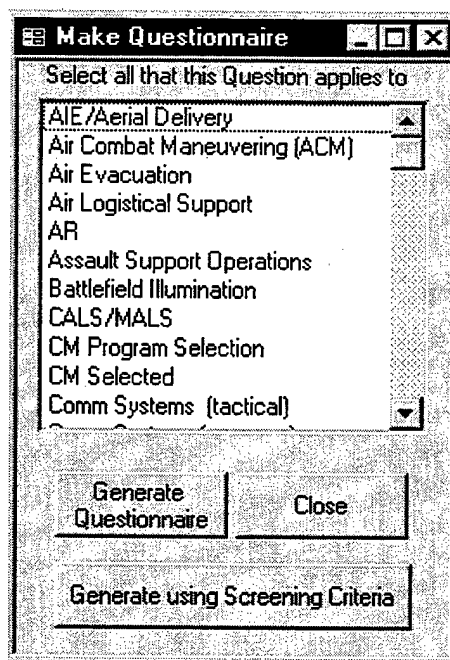 Make Questionnaire
Select all that this Question applies to
AIE/Aerial Delivery
Air Combat Maneuvering (ACM)
Air Evacuation
Air Logistical Support
AR
Assault Support Operations
Battlefield Illumination
CALS/MALS
CM Program Selection
CM Selected
Comm Systems (tactical)
Generate
Questionnaire
Close
Generate using Screening Criteria